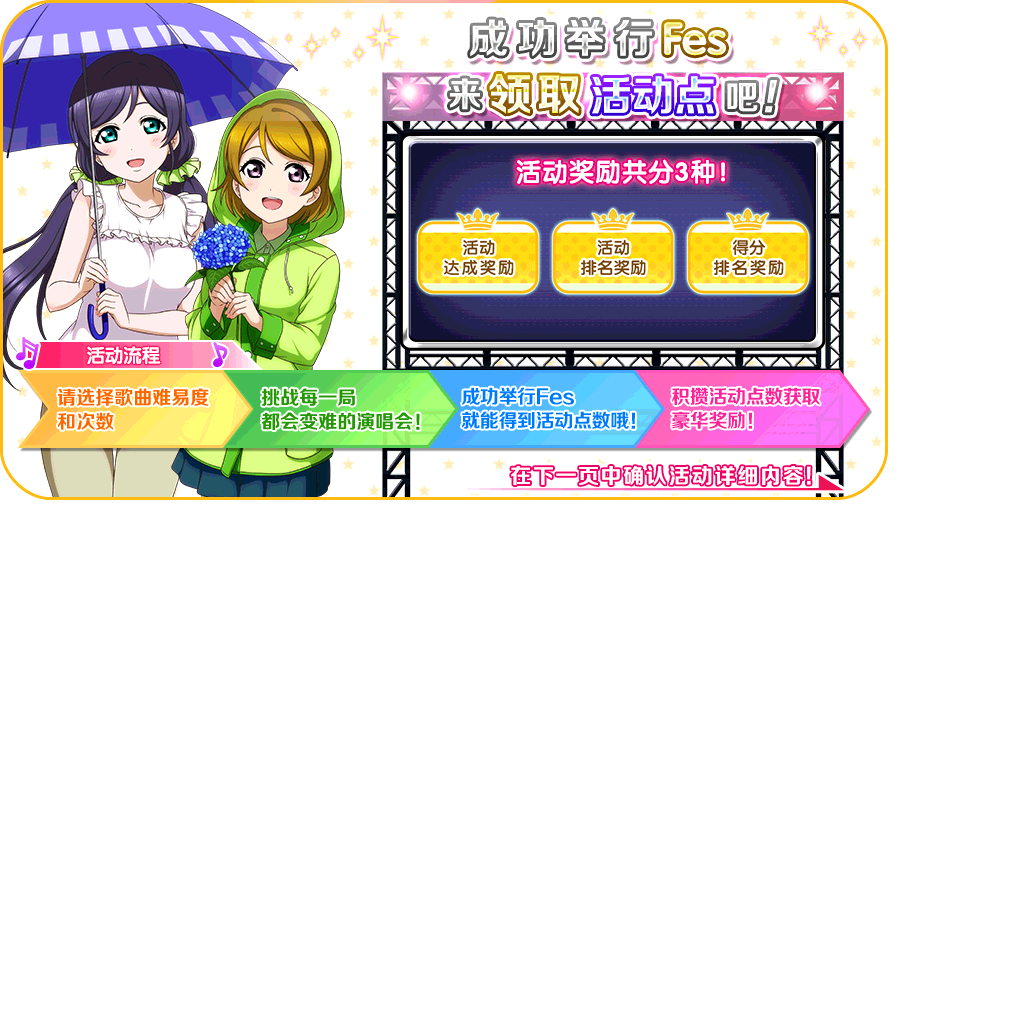 成功举行Fes
来领取活动点吧!
活动奖励共分3种!
活动
达成奖励
活动
排名奖励
得分
排名奖励
活动流程
请选择歌曲难易度
和次数
挑战每一局
都会变难的演唱会!
成功举行Fes
就能得到活动点数哦!
积攒活动点数获取
豪华奖励!
在下一页中确认活动详细内容!